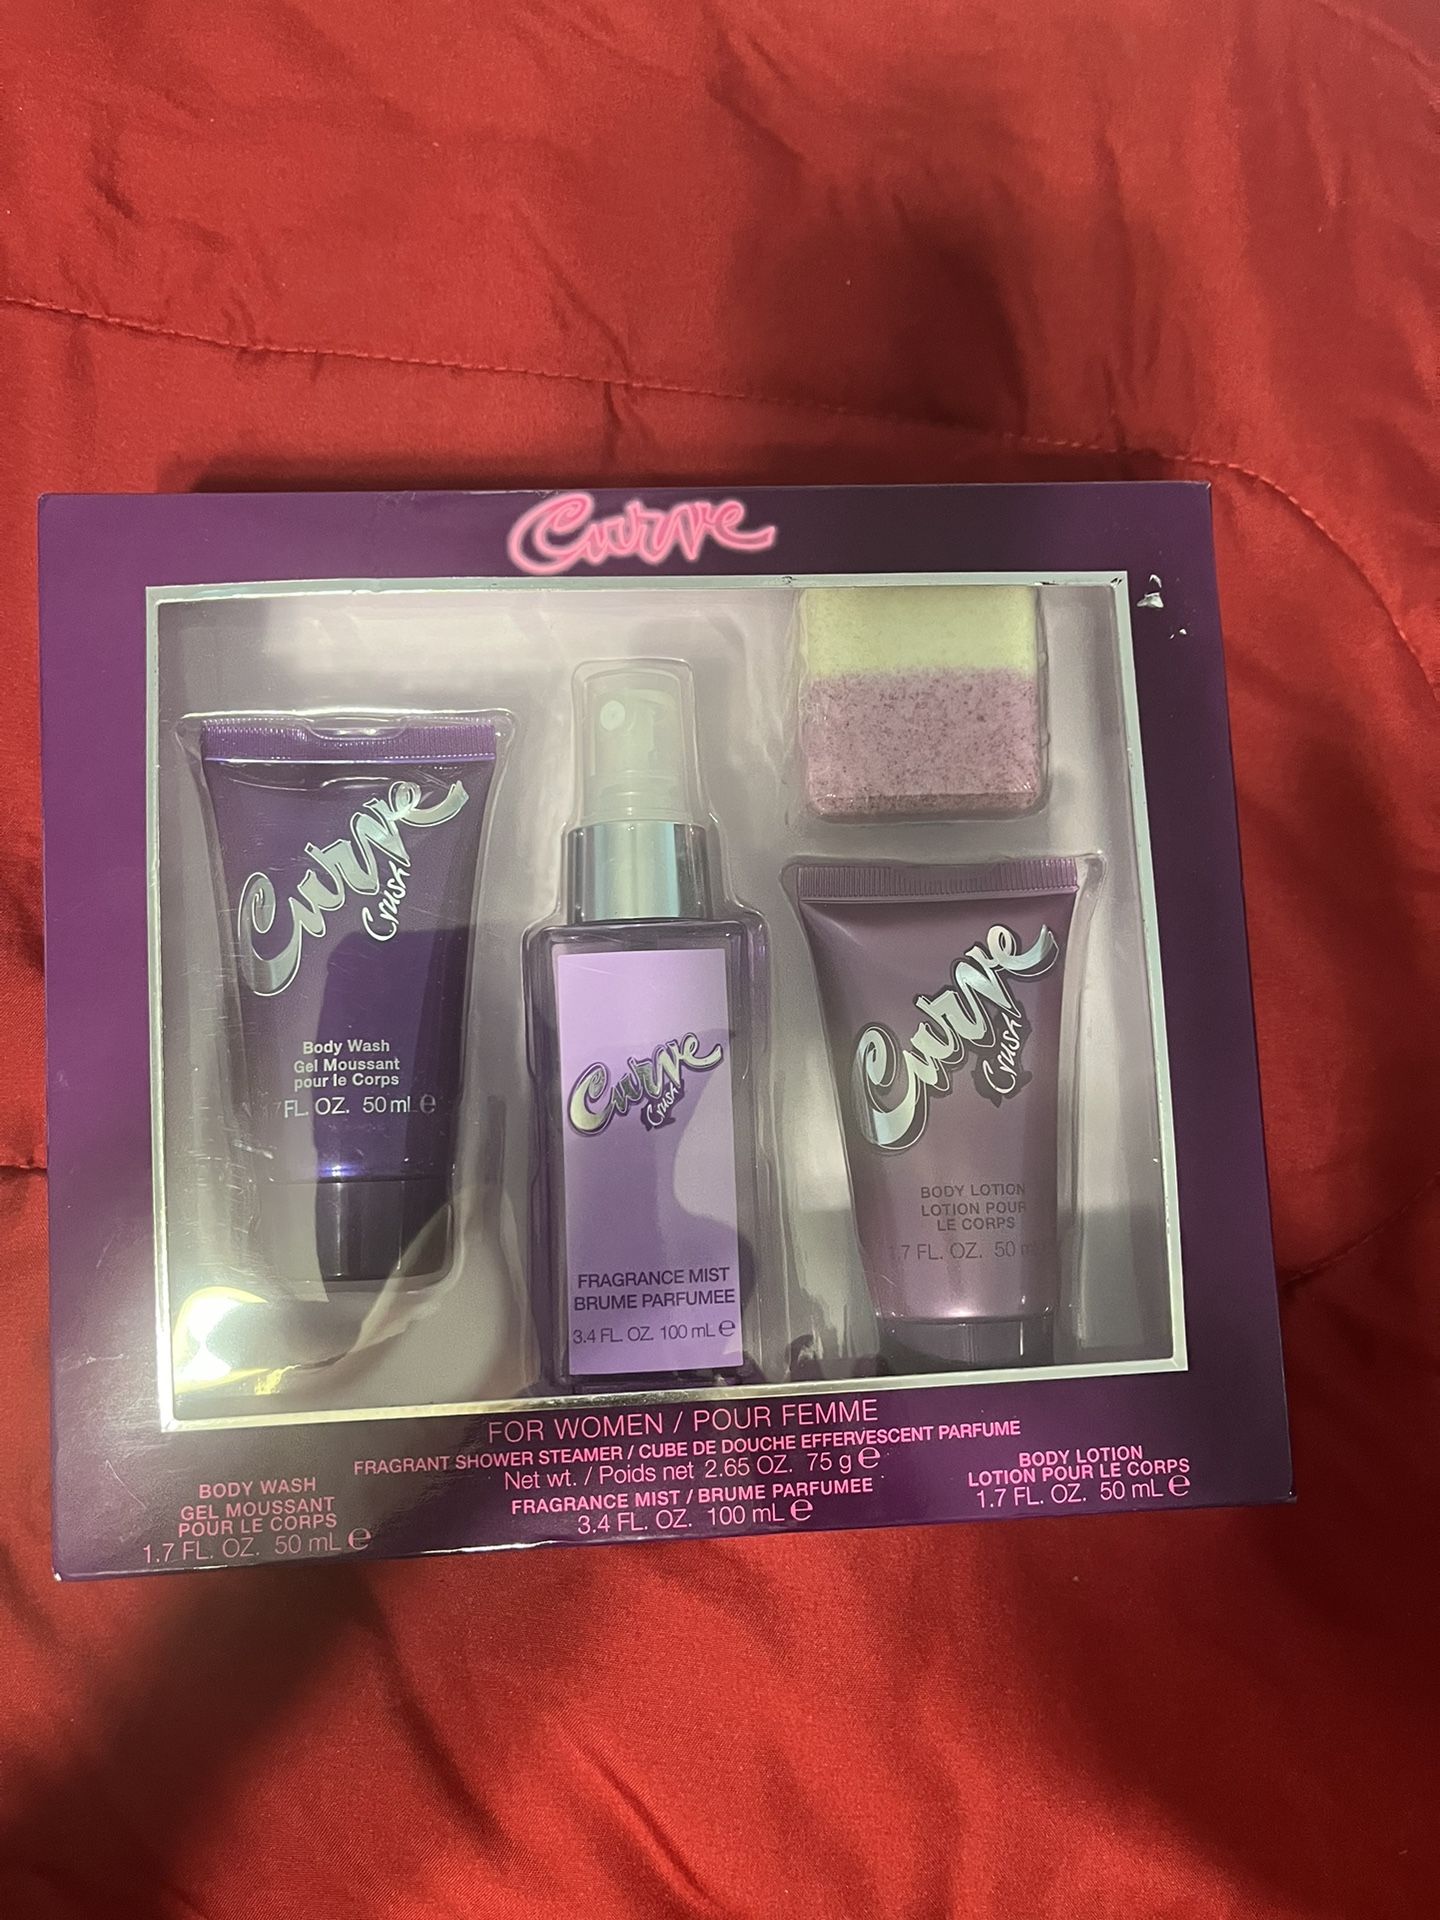 Curve
Curve
Crush
Body Wash
Gel Moussant
pour le Corps
FL. OZ. 50 mL e
Curve
Crush
FRAGRANCE MIST
BRUME PARFUMEE
3.4 FL. OZ. 100 mL e
Curve
Crush
BODY LOTION
LOTION POUR
LE CORPS
1.7 FL. OZ. 50 m
FOR WOMEN / POUR FEMME
FRAGRANT SHOWER STEAMER / CUBE DE DOUCHE EFFERVESCENT PARFUME
Net wt. / Poids net 2.65 OZ. 75 g e
FRAGRANCE MIST / BRUME PARFUMEE
3.4 FL. OZ. 100 mL e
BODY WASH
GEL MOUSSANT
POUR LE CORPS
1.7 FL. OZ. 50 mL e
BODY LOTION
LOTION POUR LE CORPS
1.7 FL. OZ. 50 mL e